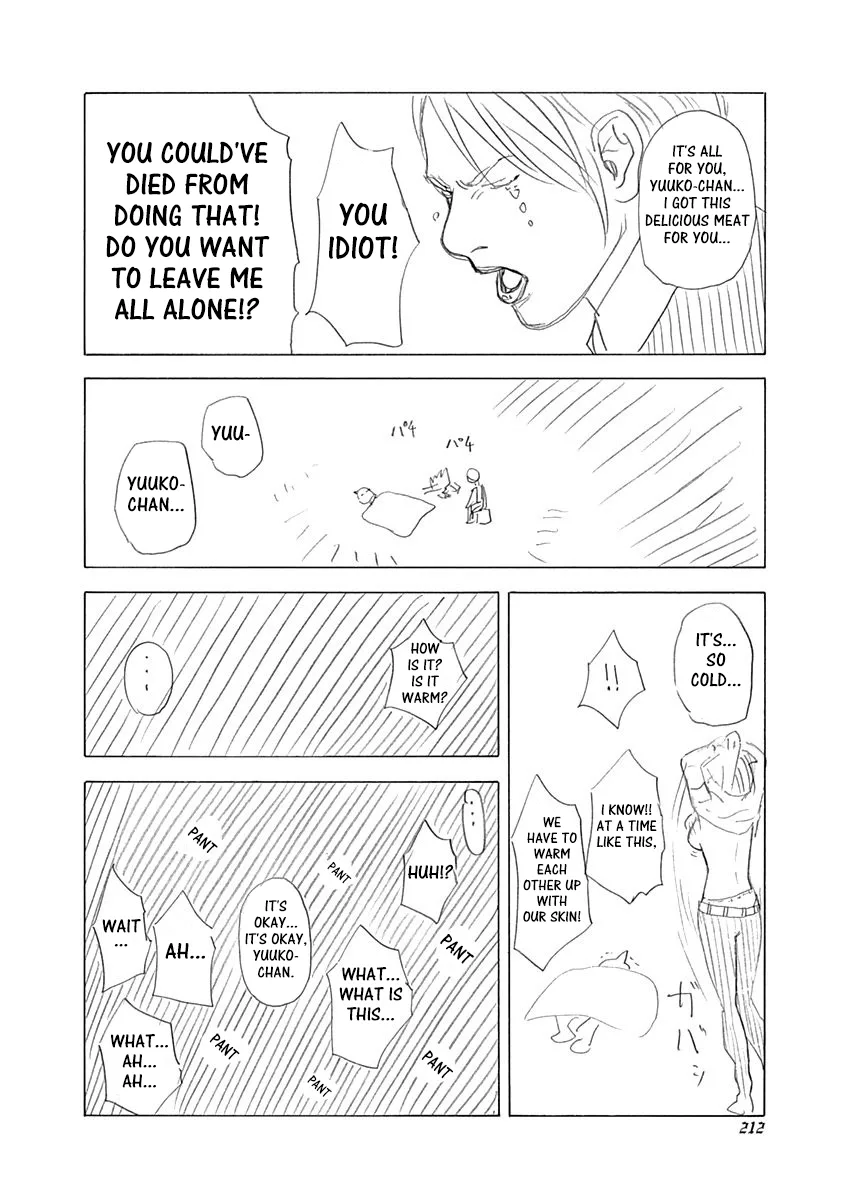 IT'S ALL
FOR YOU,
YUUKO-CHAN...
I GOT THIS
DELICIOUS MEAT
FOR YOU...
YOU
IDIOT!
YOU COULD'VE
DIED FROM
DOING THAT!
DO YOU WANT
TO LEAVE ME
ALL ALONE!?
パチ
パチ
YUU-
YUUKO-
CHAN...
IT'S...
SO
COLD...
!!
I KNOW!!
AT A TIME
LIKE THIS,
WE
HAVE TO
WARM
EACH
OTHER UP
WITH
OUR SKIN!
ガバッ
HOW
IS IT?
IS IT
WARM?
...
...
HUH!?
PANT
PANT
PANT
WHAT...
WHAT IS
THIS...
IT'S
OKAY...
IT'S OKAY,
YUUKO-
CHAN.
AH...
WAIT
...
PANT
PANT
PANT
WHAT...
AH...
AH...
212